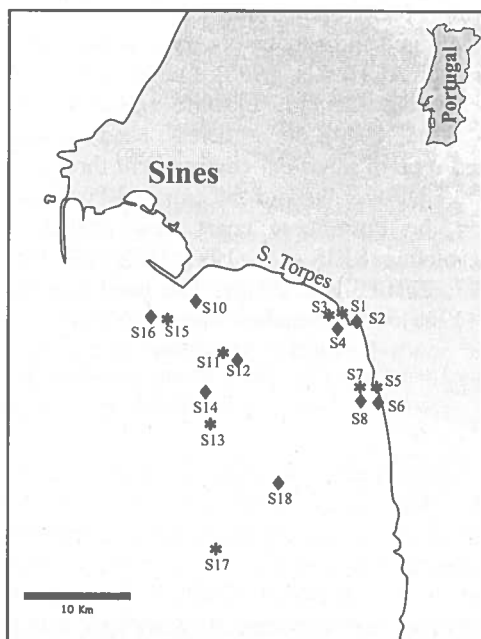 Portugal
Sines
S. Torpes
S10
S16
S15
S3
S1
S2
S4
S11
S12
S7
S5
S14
S8
S6
S13
S18
S17
10 Km